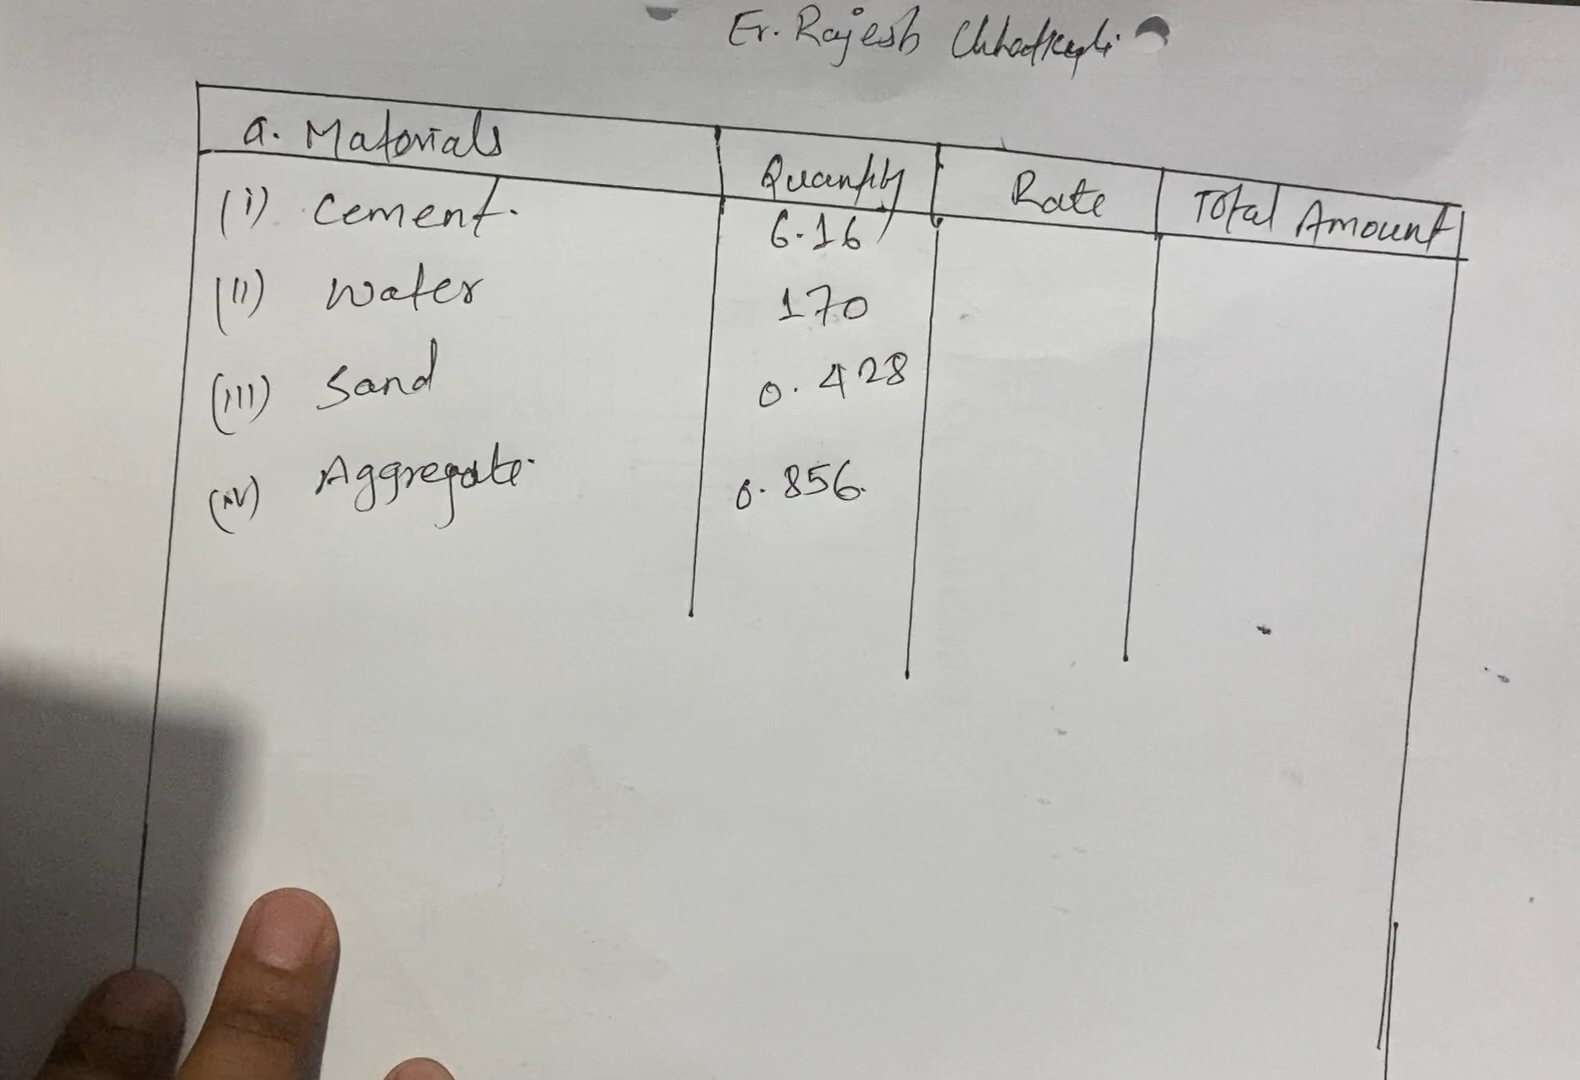 Er. Rajesh
a. Materials Quantity Rate Total Amount
(i) Cement. 6.16
(ii) Water 170
(iii) Sand 0.428
(iv) Aggregate. 0.856.